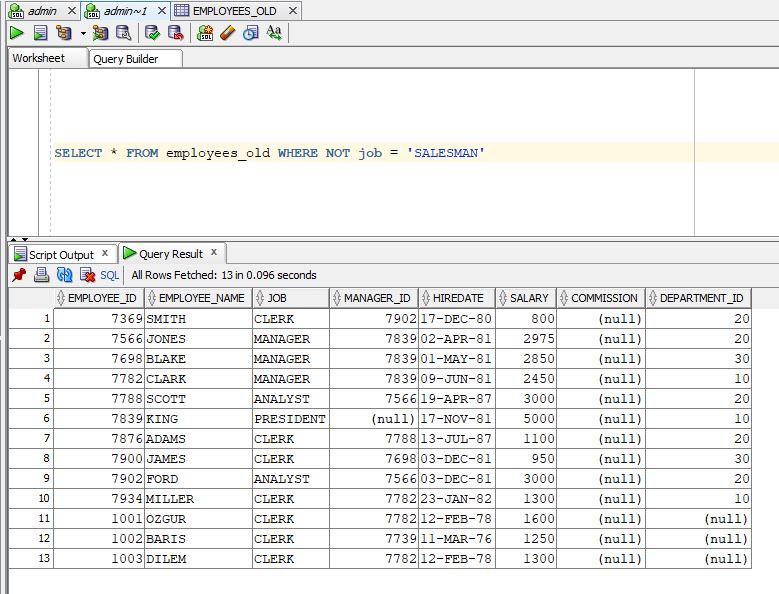 admin admin~1 EMPLOYEES_OLD
Worksheet Query Builder
SELECT * FROM employees_old WHERE NOT job = 'SALESMAN'
Script Output x Query Result x
SQL All Rows Fetched: 13 in 0.096 seconds
EMPLOYEE_ID EMPLOYEE_NAME JOB MANAGER_ID HIREDATE SALARY COMMISSION DEPARTMENT_ID
1 7369 SMITH CLERK 7902 17-DEC-80 800 (null) 20
2 7566 JONES MANAGER 7839 02-APR-81 2975 (null) 20
3 7698 BLAKE MANAGER 7839 01-MAY-81 2850 (null) 30
4 7782 CLARK MANAGER 7839 09-JUN-81 2450 (null) 10
5 7788 SCOTT ANALYST 7566 19-APR-87 3000 (null) 20
6 7839 KING PRESIDENT (null) 17-NOV-81 5000 (null) 10
7 7876 ADAMS CLERK 7788 13-JUL-87 1100 (null) 20
8 7900 JAMES CLERK 7698 03-DEC-81 950 (null) 30
9 7902 FORD ANALYST 7566 03-DEC-81 3000 (null) 20
10 7934 MILLER CLERK 7782 23-JAN-82 1300 (null) 10
11 1001 OZGUR CLERK 7782 12-FEB-78 1600 (null) (null)
12 1002 BARIS CLERK 7739 11-MAR-76 1250 (null) (null)
13 1003 DILEM CLERK 7782 12-FEB-78 1300 (null) (null)